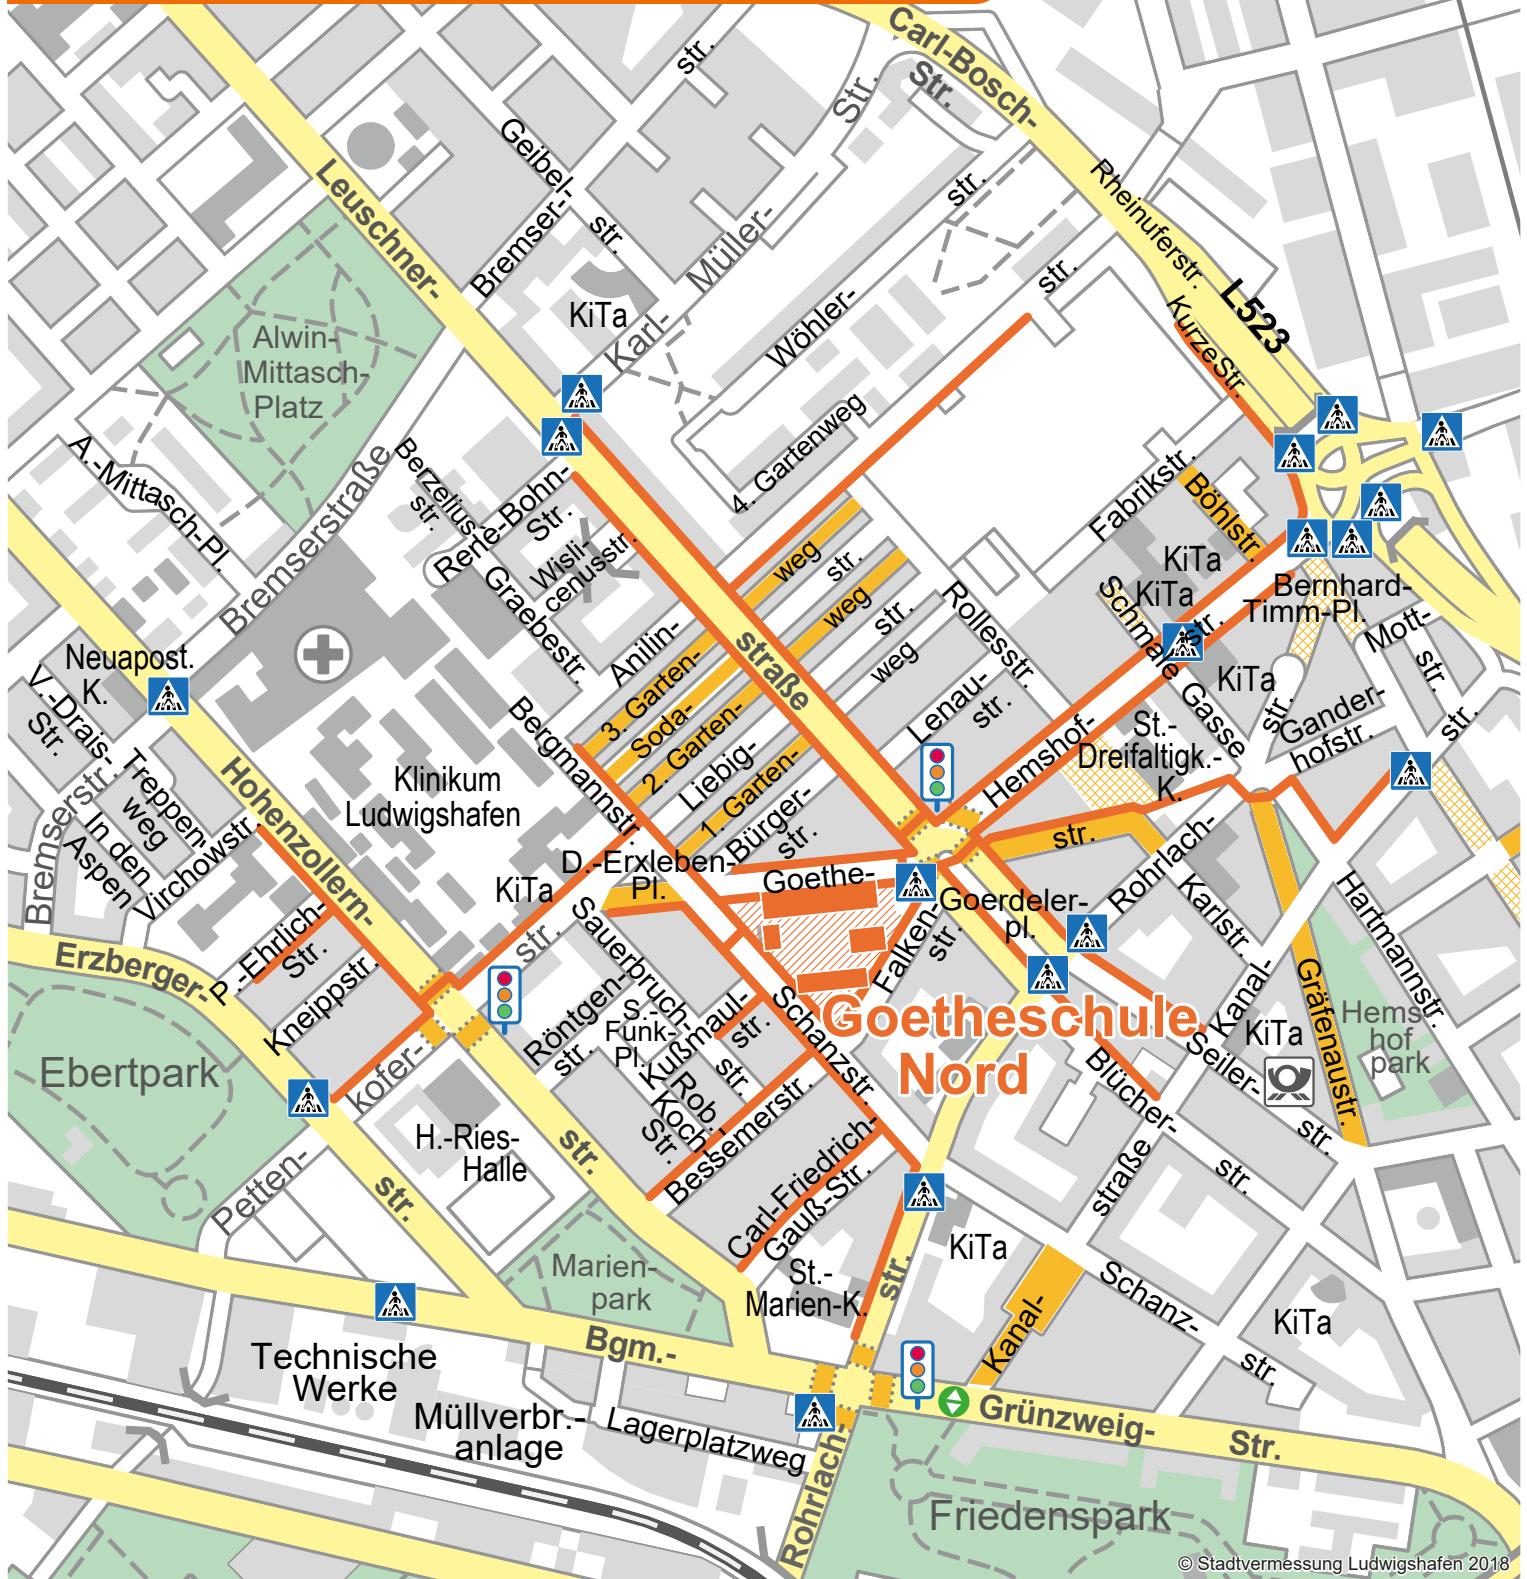 Carl-Bosch-
Str.
str.
Str.
Geibel-
str.
Bremser-
Leuschner-
Rheinuferstr.
L523
str.
Müller-
Karl-
KiTa
Wöhler-
str.
Kurze Str.
Alwin-
Mittasch-
Platz
4. Gartenweg
A.-Mittasch-Pl.
Bremserstraße
Berzelius-
str.
Rene-Bohn-
Str.
Wisli-
cenusstr.
Graebestr.
Fabrikstr.
Böhlstr.
KiTa
KiTa
Schmale Gasse
Bernhard-
Timm-Pl.
Mott-
str.
weg
str.
weg
str.
weg
Rollesstr.
str.
KiTa
Neuapost.
K.
V.-Drais-
Str.
Anilin-
3. Garten-
Soda-
2. Garten-
Liebig-
1. Garten-
Bürger-
str.
straße
Lenau-
str.
Hemshof-
St.-
Dreifaltigk.-
K.
str.
Gander-
hofstr.
str.
Bergmannstr.
Treppen-
weg
In den
Aspen
Bremserstr.
Virchowstr.
Hohenzollern-
Klinikum
Ludwigshafen
D.-Erxleben-
Pl.
KiTa
Goethe-
str.
Rohrlach-
Karlstr.
Goerdeler-
pl.
Falken-
str.
Hartmannstr.
Erzberger-
P.-Ehrlich-
Str.
Kneippstr.
str.
Sauerbruch-
str.
Röntgen-
str.
S.-
Funk-
Pl.
Kußmaul-
str.
Rob.-
Koch-
Str.
Schanzstr.
Goetheschule
Nord
Kanal-
Gräfenaustr.
KiTa
Hems
hof
park
Seiler-
str.
Blücher-
str.
straße
Ebertpark
kofer-
Petten-
H.-Ries-
Halle
str.
str.
Bessemerstr.
Carl-Friedrich-
Gauß-Str.
St.-
Marien-K.
str.
KiTa
Schanz-
str.
KiTa
Kanal-
Marien-
park
Bgm.-
Grünzweig-
Str.
Technische
Werke
Müllverbr.-
anlage
Lagerplatzweg
Rohrlach-
Friedenspark
© Stadtvermessung Ludwigshafen 2018